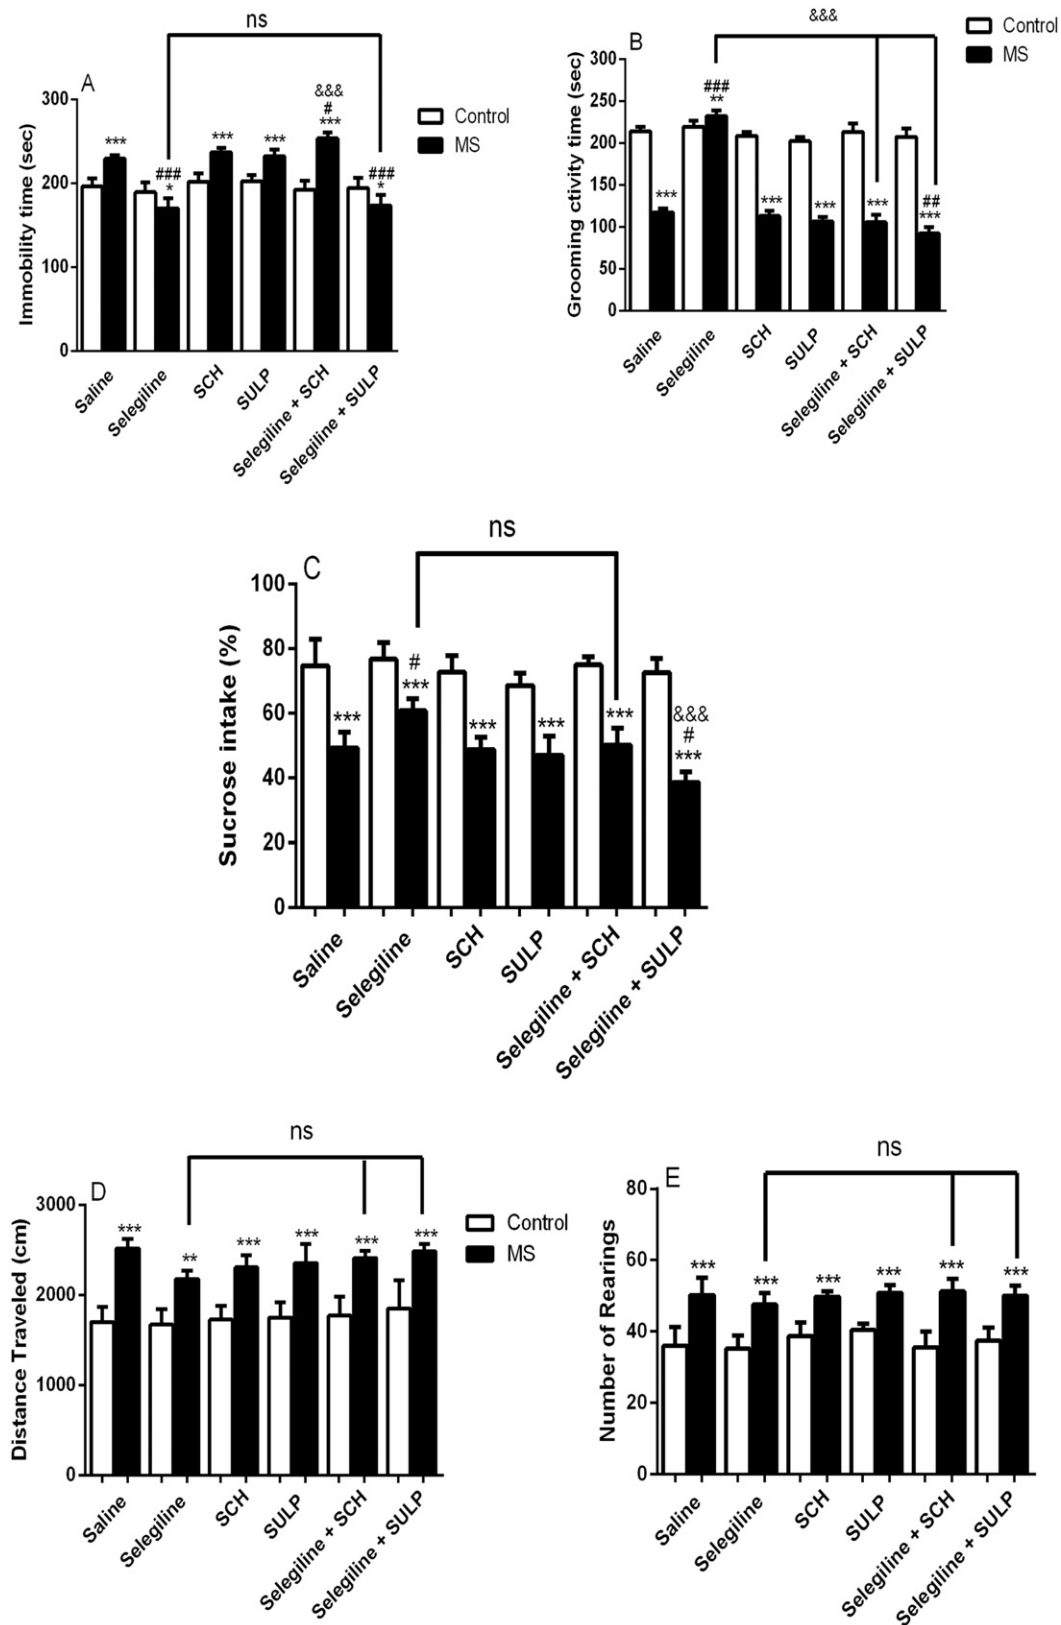 ns
A
Immobility time (sec)
300
200
100
0
***
###
*
***
***
&&&
#
***
###
*
Control
MS
Saline
Selegiline
SCH
SULP
Selegiline + SCH
Selegiline + SULP
&&&
B
Grooming ctivity time (sec)
300
250
200
150
100
50
0
***
###
**
***
***
***
##
***
Control
MS
Saline
Selegiline
SCH
SULP
Selegiline + SCH
Selegiline + SULP
ns
C
Sucrose intake (%)
100
80
60
40
20
0
***
#
***
***
***
***
&&&
#
***
Saline
Selegiline
SCH
SULP
Selegiline + SCH
Selegiline + SULP
ns
D
Distance Traveled (cm)
3000
2000
1000
0
***
**
***
***
***
***
Control
MS
Saline
Selegiline
SCH
SULP
Selegiline + SCH
Selegiline + SULP
ns
E
Number of Rearings
80
60
40
20
0
***
***
***
***
***
***
Saline
Selegiline
SCH
SULP
Selegiline + SCH
Selegiline + SULP